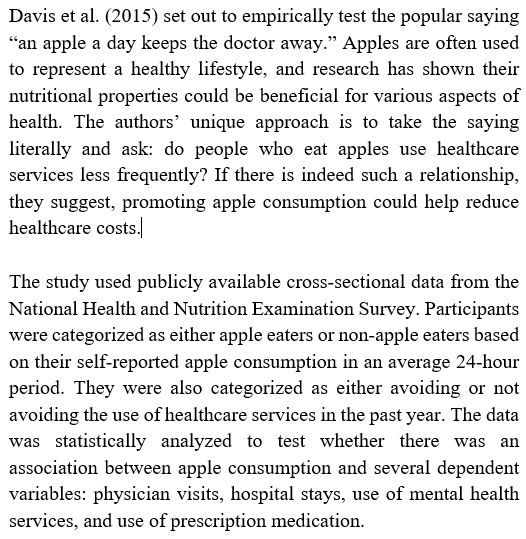 Davis et al. (2015) set out to empirically test the popular saying
“an apple a day keeps the doctor away.” Apples are often used
to represent a healthy lifestyle, and research has shown their
nutritional properties could be beneficial for various aspects of
health. The authors’ unique approach is to take the saying
literally and ask: do people who eat apples use healthcare
services less frequently? If there is indeed such a relationship,
they suggest, promoting apple consumption could help reduce
healthcare costs.
The study used publicly available cross-sectional data from the
National Health and Nutrition Examination Survey. Participants
were categorized as either apple eaters or non-apple eaters based
on their self-reported apple consumption in an average 24-hour
period. They were also categorized as either avoiding or not
avoiding the use of healthcare services in the past year. The data
was statistically analyzed to test whether there was an
association between apple consumption and several dependent
variables: physician visits, hospital stays, use of mental health
services, and use of prescription medication.